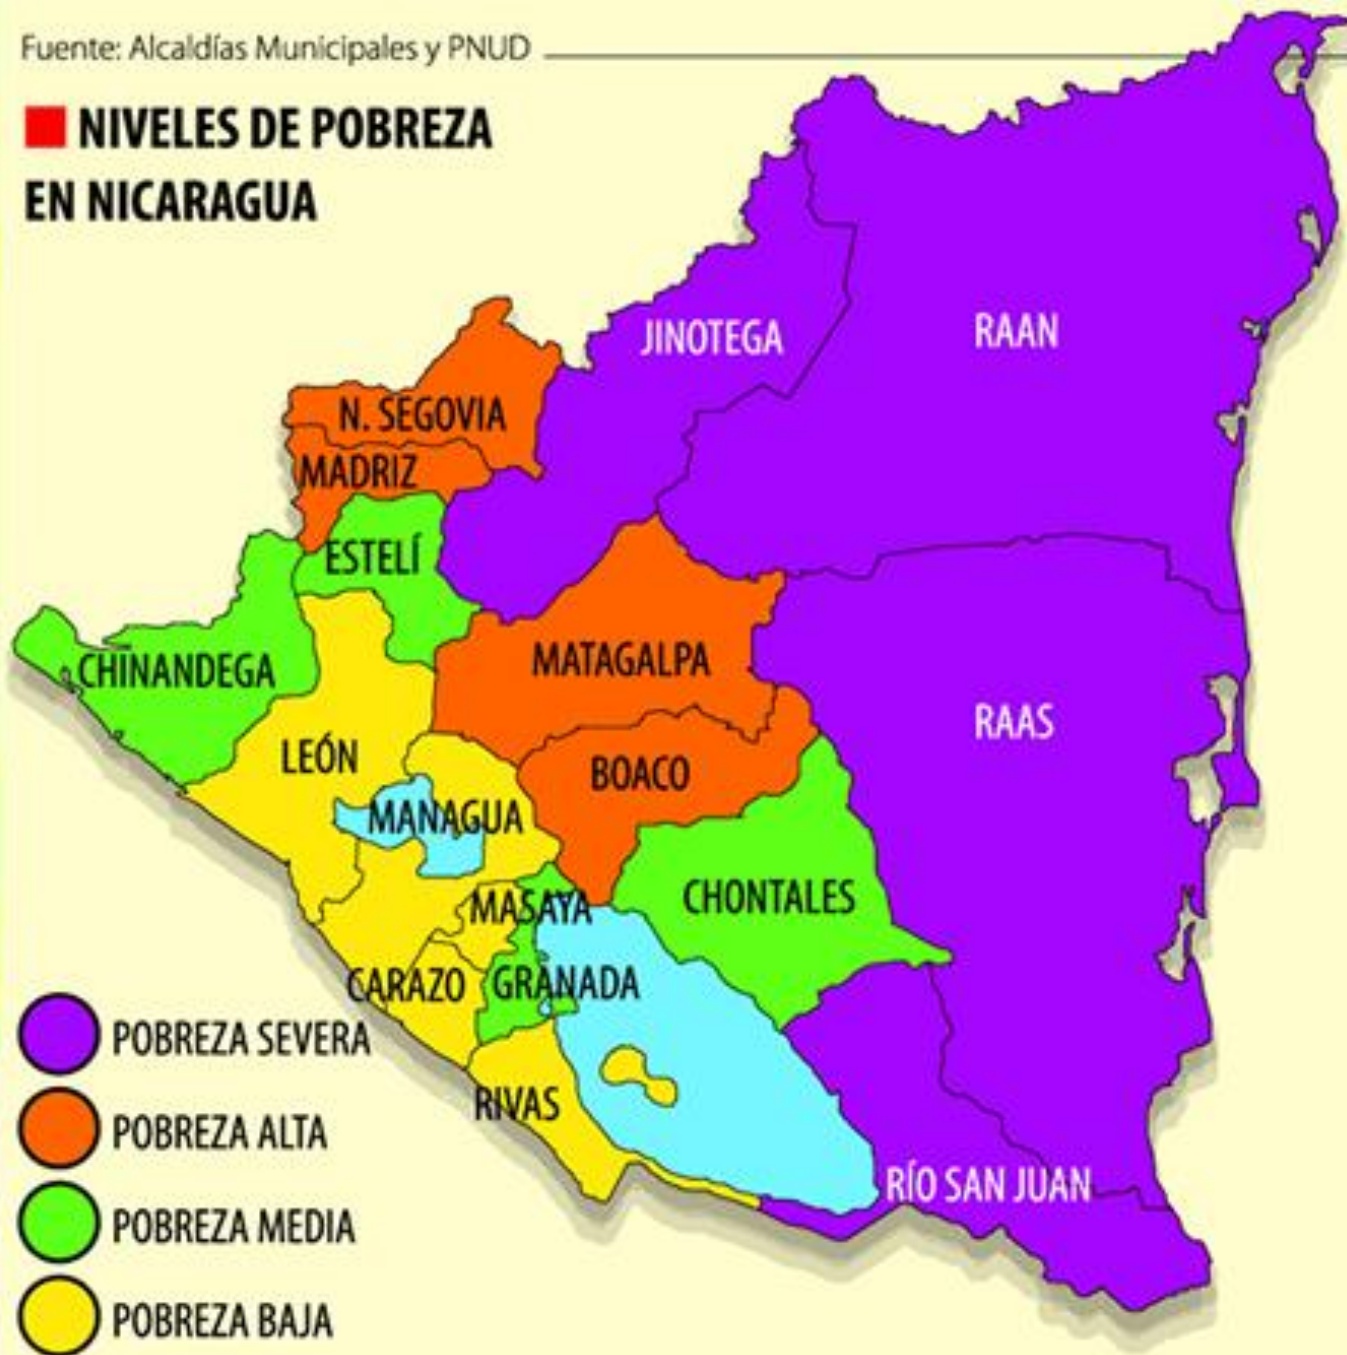 Fuente: Alcaldías Municipales y PNUD
NIVELES DE POBREZA
EN NICARAGUA
JINOTEGA
RAAN
N. SEGOVIA
MADRIZ
ESTELÍ
CHINANDEGA
MATAGALPA
RAAS
LEÓN
BOACO
MANAGUA
CHONTALES
MASAYA
CARAZO
GRANADA
RIVAS
RÍO SAN JUAN
POBREZA SEVERA
POBREZA ALTA
POBREZA MEDIA
POBREZA BAJA